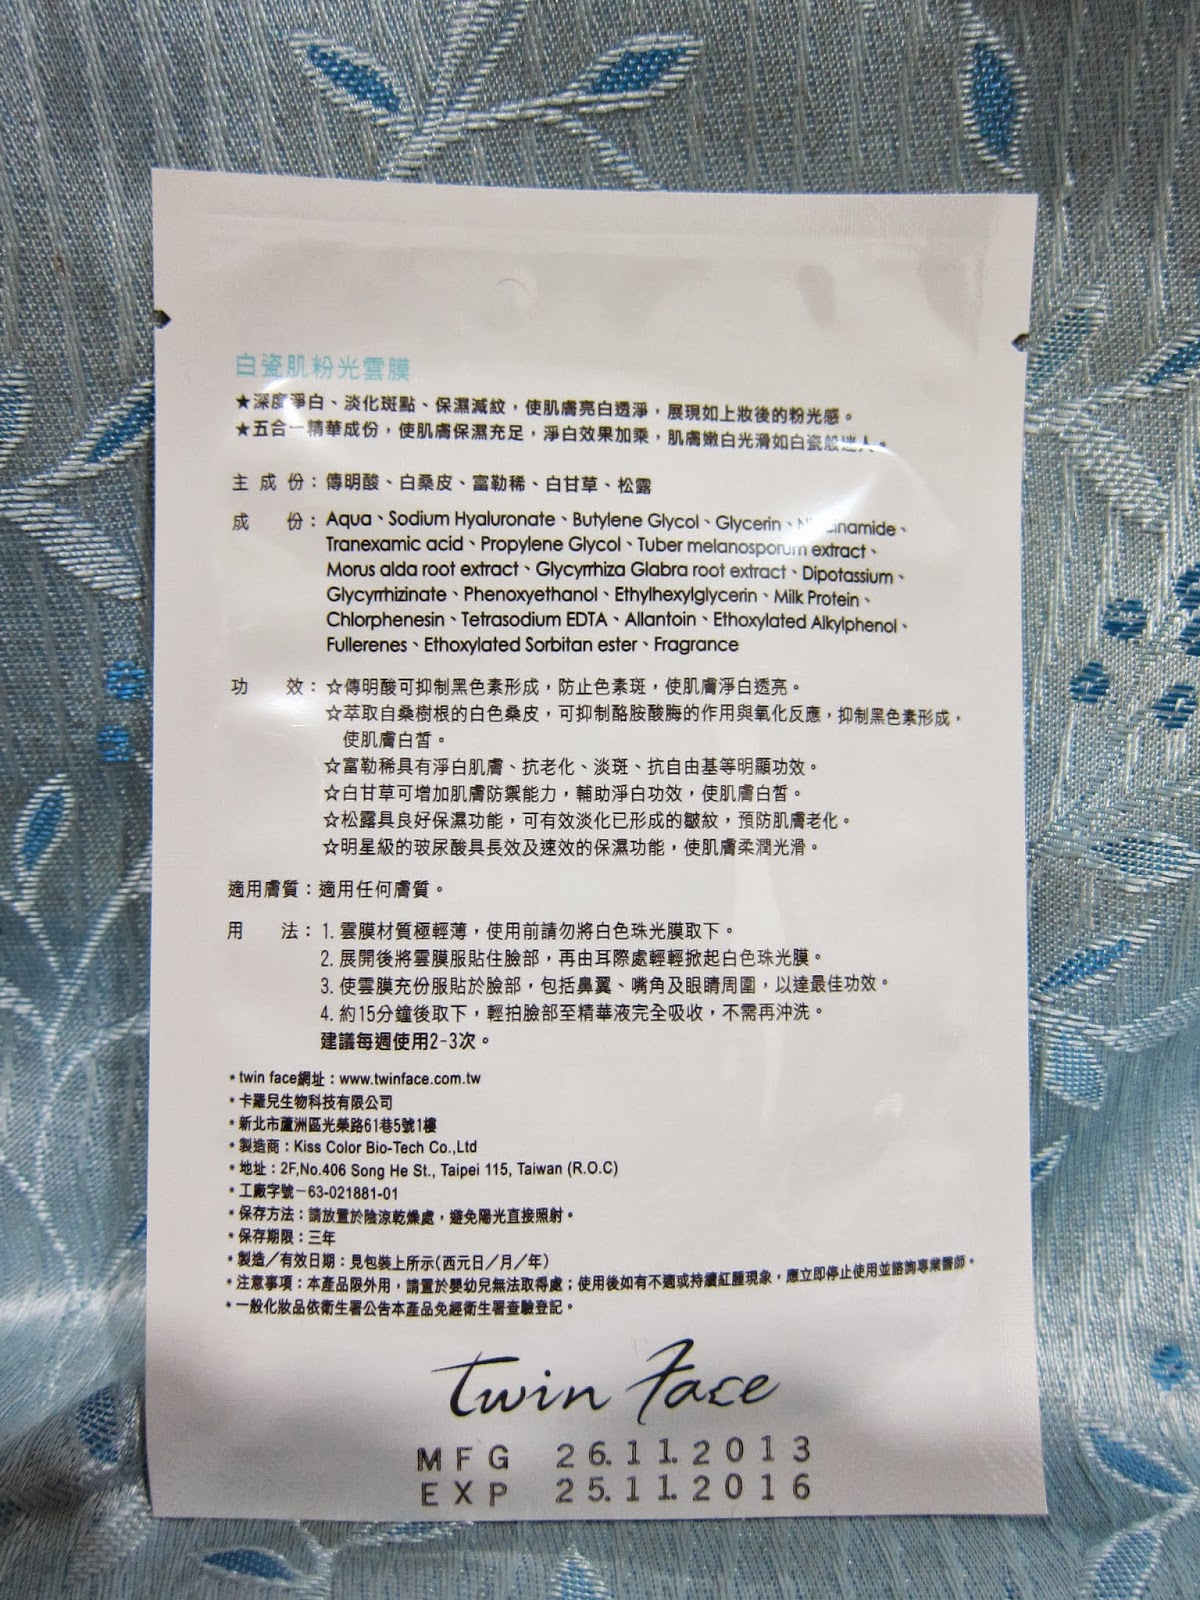 白瓷肌粉光雲膜
★深度淨白、淡化斑點、保濕減紋，使肌膚亮白透淨，展現如上妝後的粉光感。
★五合一精華成份，使肌膚保濕充足，淨白效果加乘，肌膚嫩白光滑如白瓷般迷人。
主成份：傳明酸、白桑皮、富勒稀、白甘草、松露
成份：Aqua、Sodium Hyaluronate、Butylene Glycol、Glycerin、
Tranexamic acid、Propylene Glycol、Tuber melanosporum extract、
Morus alda root extract、Glycyrrhiza Glabra root extract、Dipotassium、
Glycyrrhizinate、Phenoxyethanol、Ethylhexylglycerin、Milk Protein、
Chlorphenesin、Tetrasodium EDTA、Allantoin、Ethoxylated Alkylphenol、
Fullerenes、Ethoxylated Sorbitan ester、Fragrance
功效：☆傳明酸可抑制黑色素形成，防止色素斑，使肌膚淨白透亮。
☆萃取自桑樹根的白色桑皮，可抑制酪胺酸脢的作用與氧化反應，抑制黑色素形成，
使肌膚白皙。
☆富勒稀具有淨白肌膚、抗老化、淡斑、抗自由基等明顯功效。
☆白甘草可增加肌膚防禦能力，輔助淨白功效，使肌膚白皙。
☆松露具良好保濕功能，可有效淡化已形成的皺紋，預防肌膚老化。
☆明星級的玻尿酸具長效及速效的保濕功能，使肌膚柔潤光滑。
適用膚質：適用任何膚質。
用法：1. 雲膜材質極輕薄，使用前請勿將白色珠光膜取下。
2. 展開後將雲膜服貼住臉部，再由耳際處輕輕掀起白色珠光膜。
3. 使雲膜充份服貼於臉部，包括鼻翼、嘴角及眼睛周圍，以達最佳功效。
4. 約15分鐘後取下，輕拍臉部至精華液完全吸收，不需再沖洗。
建議每週使用2-3次。
*twin face網址：www.twinface.com.tw
*卡羅兒生物科技有限公司
*新北市蘆洲區光榮路61巷5號1樓
*製造商：Kiss Color Bio-Tech Co.,Ltd
*地址：2F,No.406 Song He St., Taipei 115, Taiwan (R.O.C)
*工廠字號－63-021881-01
*保存方法：請放置於陰涼乾燥處，避免陽光直接照射。
*保存期限：三年
*製造／有效日期：見包裝上所示(西元日／月／年)
*注意事項：本產品限外用，請置於嬰幼兒無法取得處；使用後如有不適或持續紅腫現象，應立即停止使用並諮詢專業醫師。
*一般化妝品依衛生署公告本產品免經衛生署查驗登記。
twin Face
MFG 26.11.2013
EXP 25.11.2016